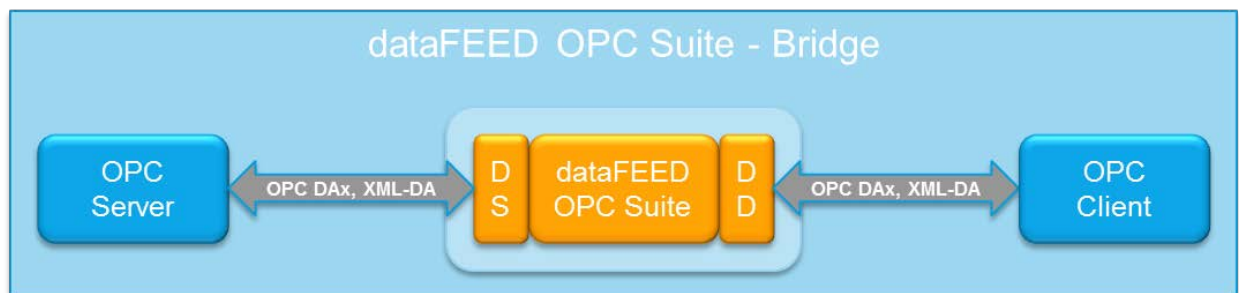 dataFEED OPC Suite - Bridge
OPC
Server
OPC DAx, XML-DA
D
S
dataFEED
OPC Suite
D
D
OPC DAx, XML-DA
OPC
Client